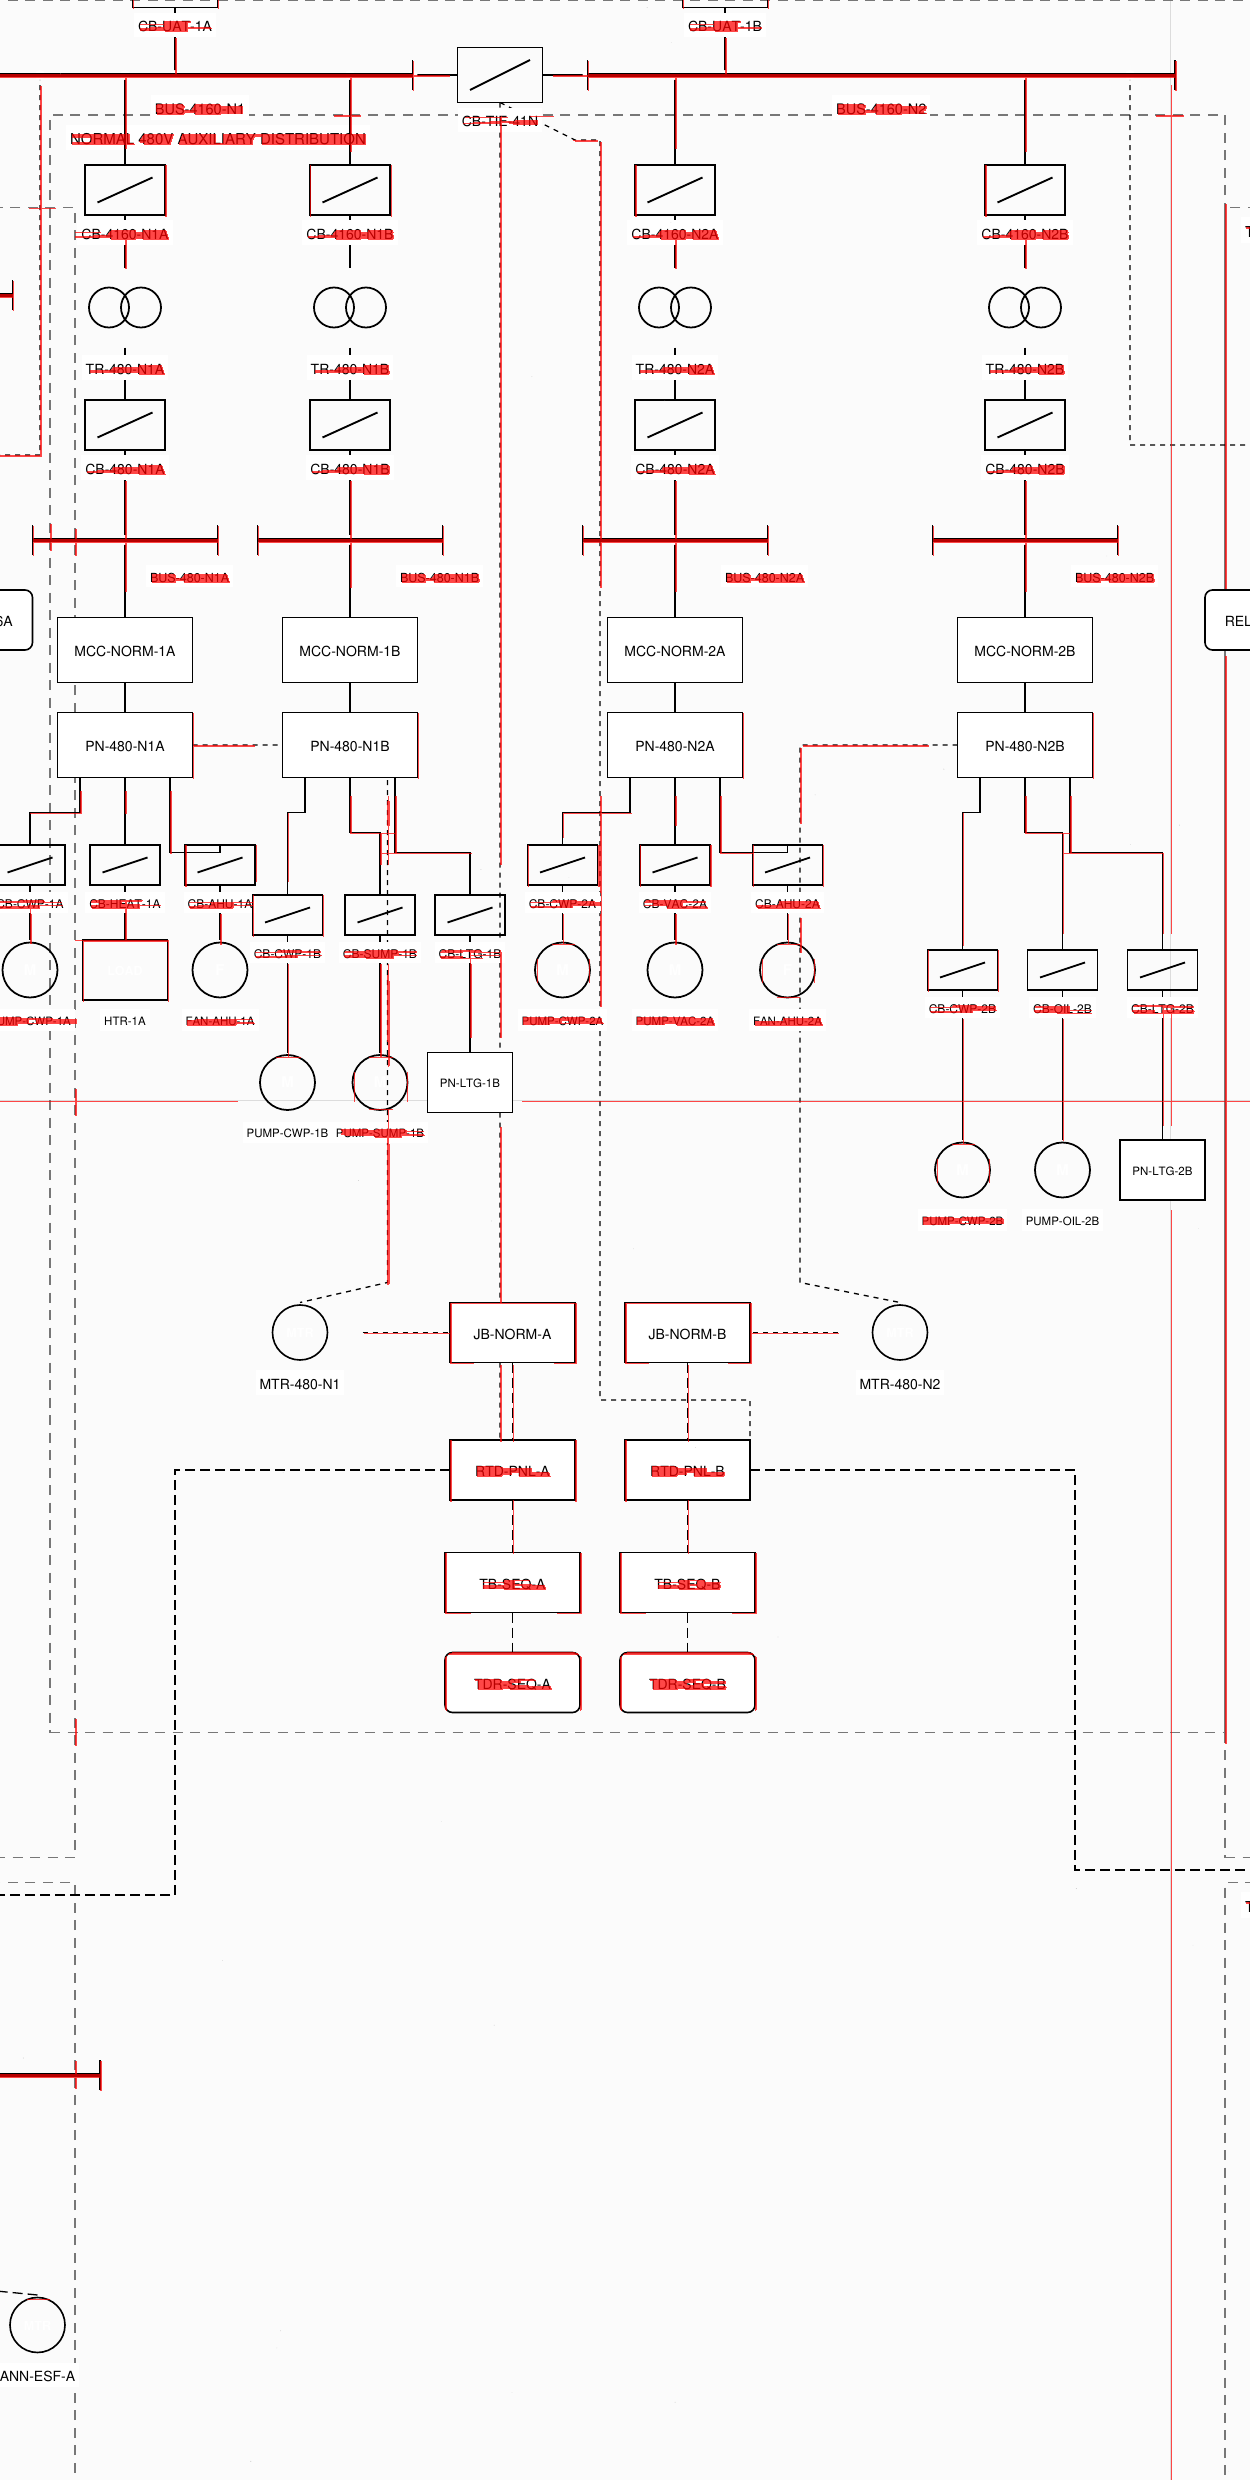 CB-UAT-1A
CB-UAT-1B
BUS-4160-N1
BUS-4160-N2
CB-TIE-41N
NORMAL 480V AUXILIARY DISTRIBUTION
CB-4160-N1A
CB-4160-N1B
CB-4160-N2A
CB-4160-N2B
TR-480-N1A
TR-480-N1B
TR-480-N2A
TR-480-N2B
CB-480-N1A
CB-480-N1B
CB-480-N2A
CB-480-N2B
BUS-480-N1A
BUS-480-N1B
BUS-480-N2A
BUS-480-N2B
6A
REL
MCC-NORM-1A
MCC-NORM-1B
MCC-NORM-2A
MCC-NORM-2B
PN-480-N1A
PN-480-N1B
PN-480-N2A
PN-480-N2B
CB-CWP-1A
CB-HEAT-1A
CB-AHU-1A
CB-CWP-2A
CB-VAC-2A
CB-AHU-2A
CB-CWP-1B
CB-SUMP-1B
CB-LTG-1B
CB-CWP-2B
CB-OIL-2B
CB-LTG-2B
UMP-CWP-1A
HTR-1A
FAN-AHU-1A
PUMP-CWP-2A
PUMP-VAC-2A
FAN-AHU-2A
PN-LTG-1B
PUMP-CWP-1B
PUMP-SUMP-1B
PN-LTG-2B
PUMP-CWP-2B
PUMP-OIL-2B
JB-NORM-A
JB-NORM-B
MTR-480-N1
MTR-480-N2
RTD-PNL-A
RTD-PNL-B
TB-SEQ-A
TB-SEQ-B
TDR-SEQ-A
TDR-SEQ-B
ANN-ESF-A